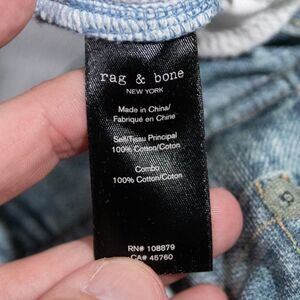 rag & bone
NEW YORK
Made in China/
Fabriqué en Chine
Self/Tissu Principal
100% Cotton/Coton
Combo
100% Cotton/Coton
RN# 108879
CA# 45760